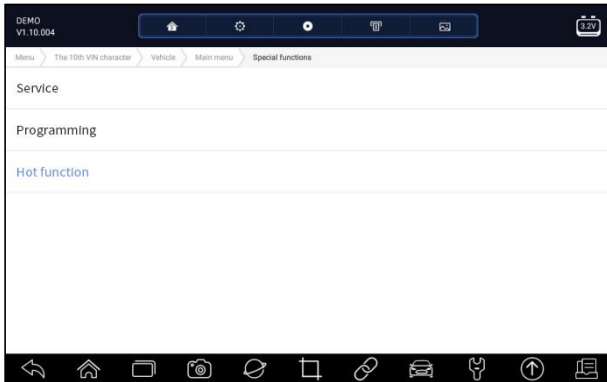 DEMO
V1.10.004
3.2V
Menu
The 10th VIN character
Vehicle
Main menu
Special functions
Service
Programming
Hot function